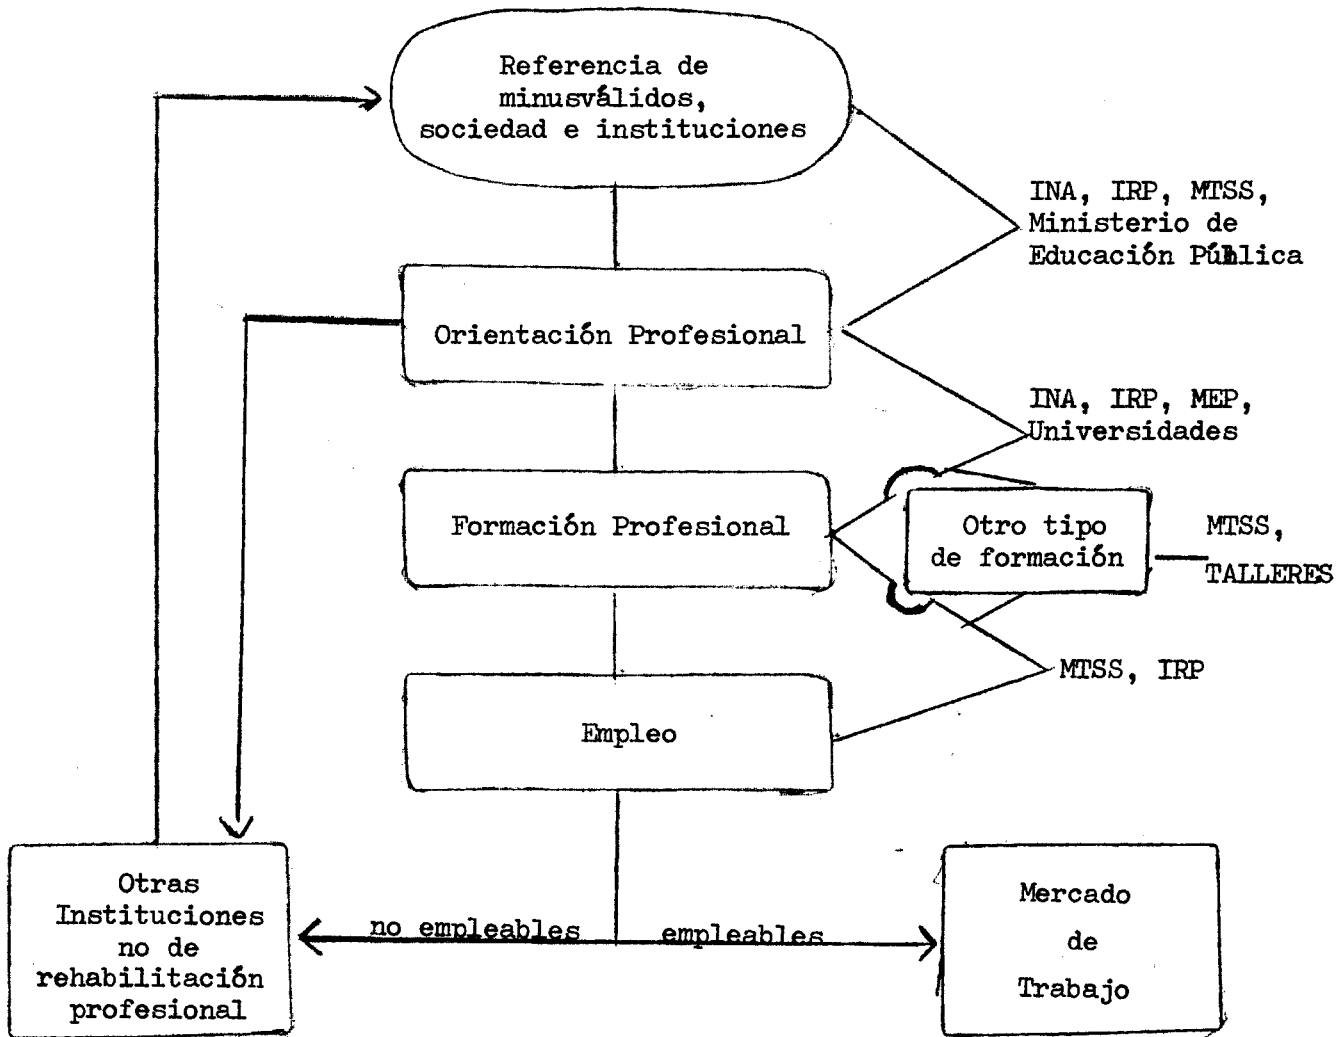 Referencia de
minusválidos,
sociedad e instituciones
INA, IRP, MTSS,
Ministerio de
Educación Pública
Orientación Profesional
INA, IRP, MEP,
Universidades
Formación Profesional
Otro tipo
de formación
MTSS,
TALLERES
MTSS, IRP
Empleo
no empleables
empleables
Otras
Instituciones
no de
rehabilitación
profesional
Mercado
de
Trabajo